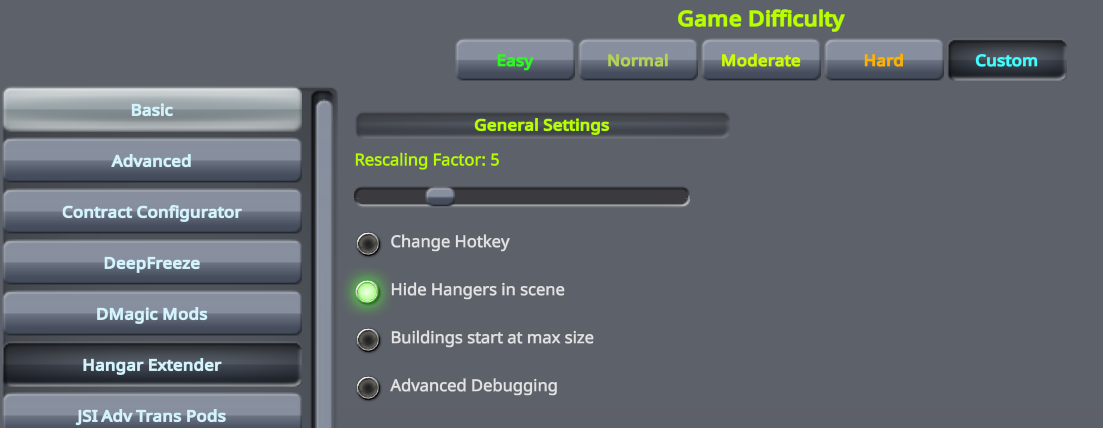 Game Difficulty
Easy Normal Moderate Hard Custom
Basic
Advanced
Contract Configurator
DeepFreeze
DMagic Mods
Hangar Extender
JSI Adv Trans Pods
General Settings
Rescaling Factor: 5
Change Hotkey
Hide Hangers in scene
Buildings start at max size
Advanced Debugging